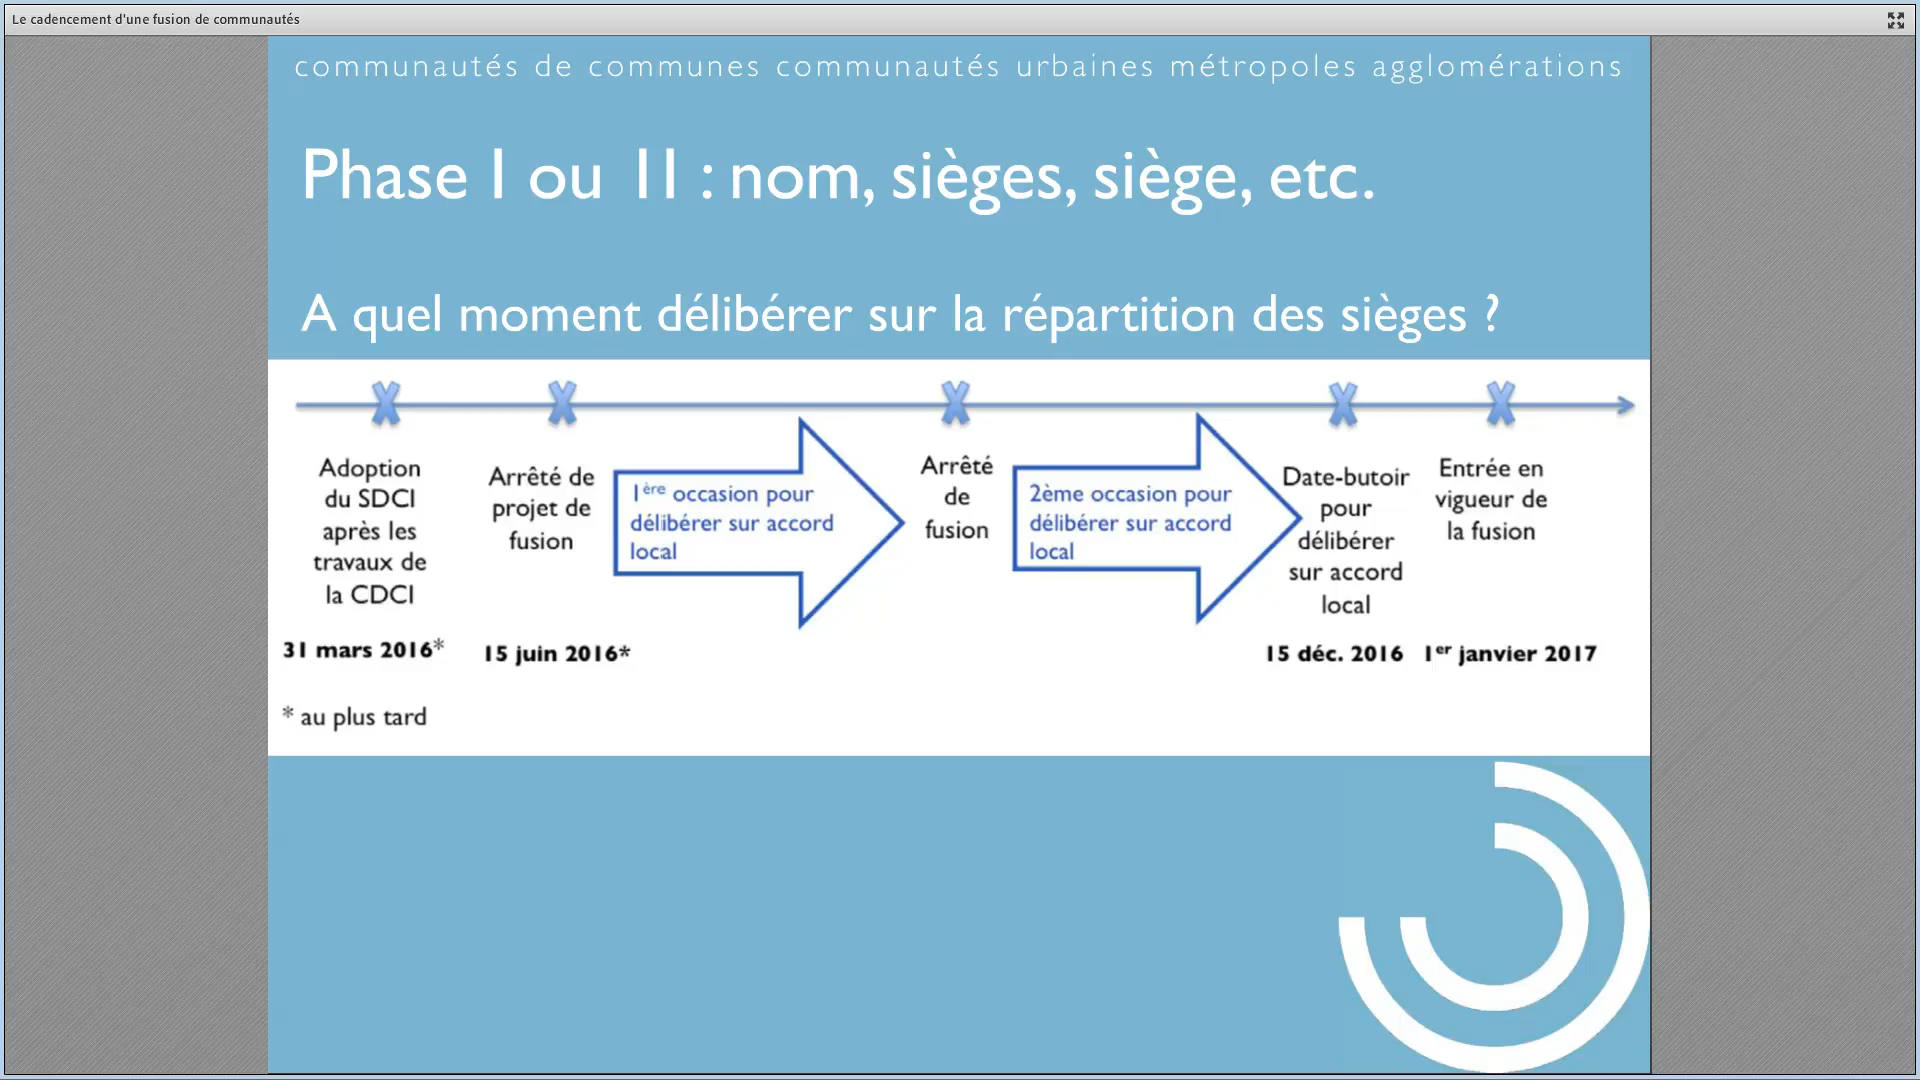 Le cadencement d'une fusion de communautés
communautés de communes communautés urbaines métropoles agglomérations
Phase I ou II : nom, sièges, siège, etc.
A quel moment délibérer sur la répartition des sièges ?
Adoption
du SDCI
après les
travaux de
la CDCI
31 mars 2016*
Arrêté de
projet de
fusion
15 juin 2016*
1ère occasion pour
délibérer sur accord
local
Arrêté
de
fusion
2ème occasion pour
délibérer sur accord
local
Date-butoir
pour
délibérer
sur accord
local
15 déc. 2016
Entrée en
vigueur de
la fusion
1er janvier 2017
* au plus tard